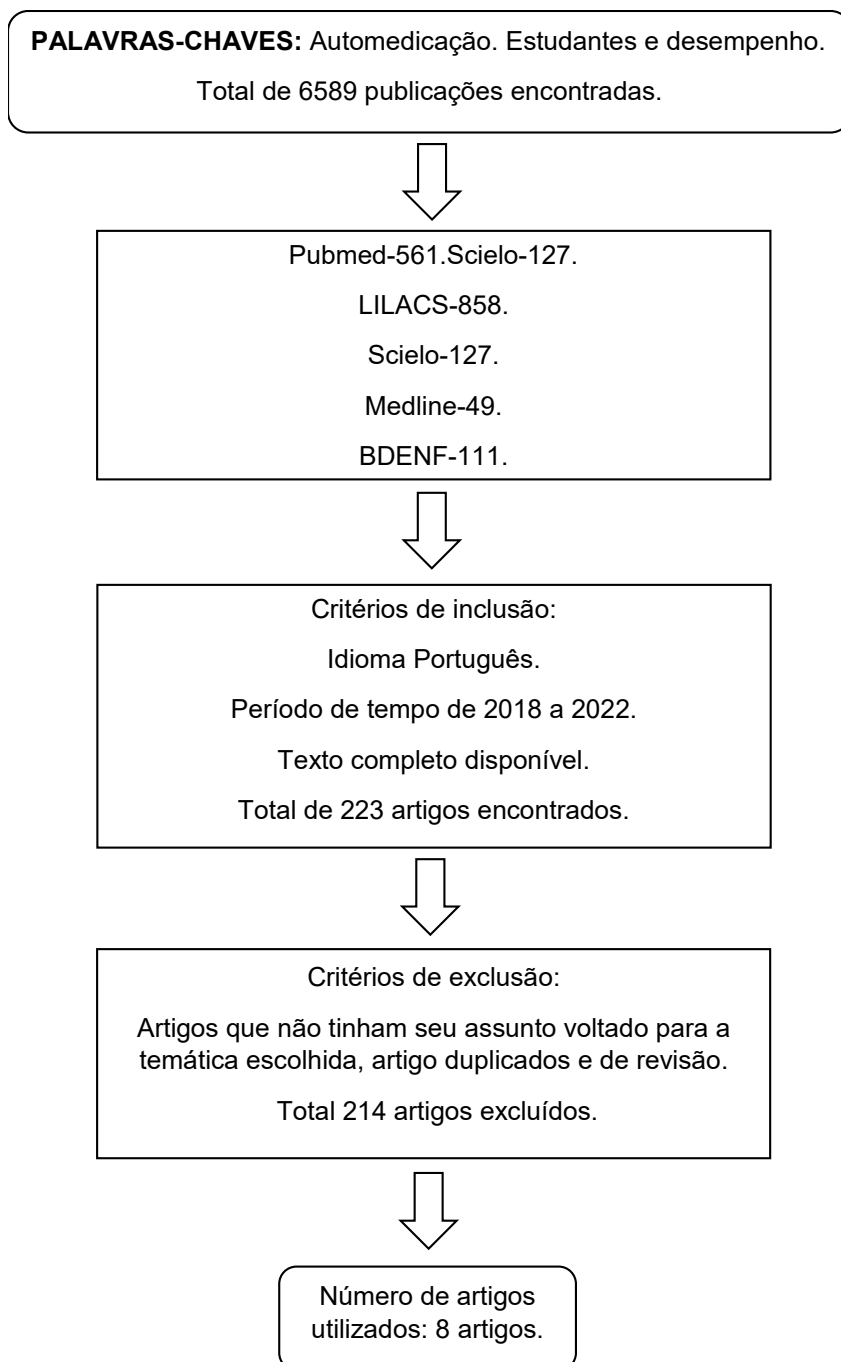 PALAVRAS-CHAVES: Automedicação. Estudantes e desempenho.
Total de 6589 publicações encontradas.
Pubmed-561.Scielo-127.
LILACS-858.
Scielo-127.
Medline-49.
BDENF-111.
Critérios de inclusão:
Idioma Português.
Período de tempo de 2018 a 2022.
Texto completo disponível.
Total de 223 artigos encontrados.
Critérios de exclusão:
Artigos que não tinham seu assunto voltado para a
temática escolhida, artigo duplicados e de revisão.
Total 214 artigos excluídos.
Número de artigos
utilizados: 8 artigos.